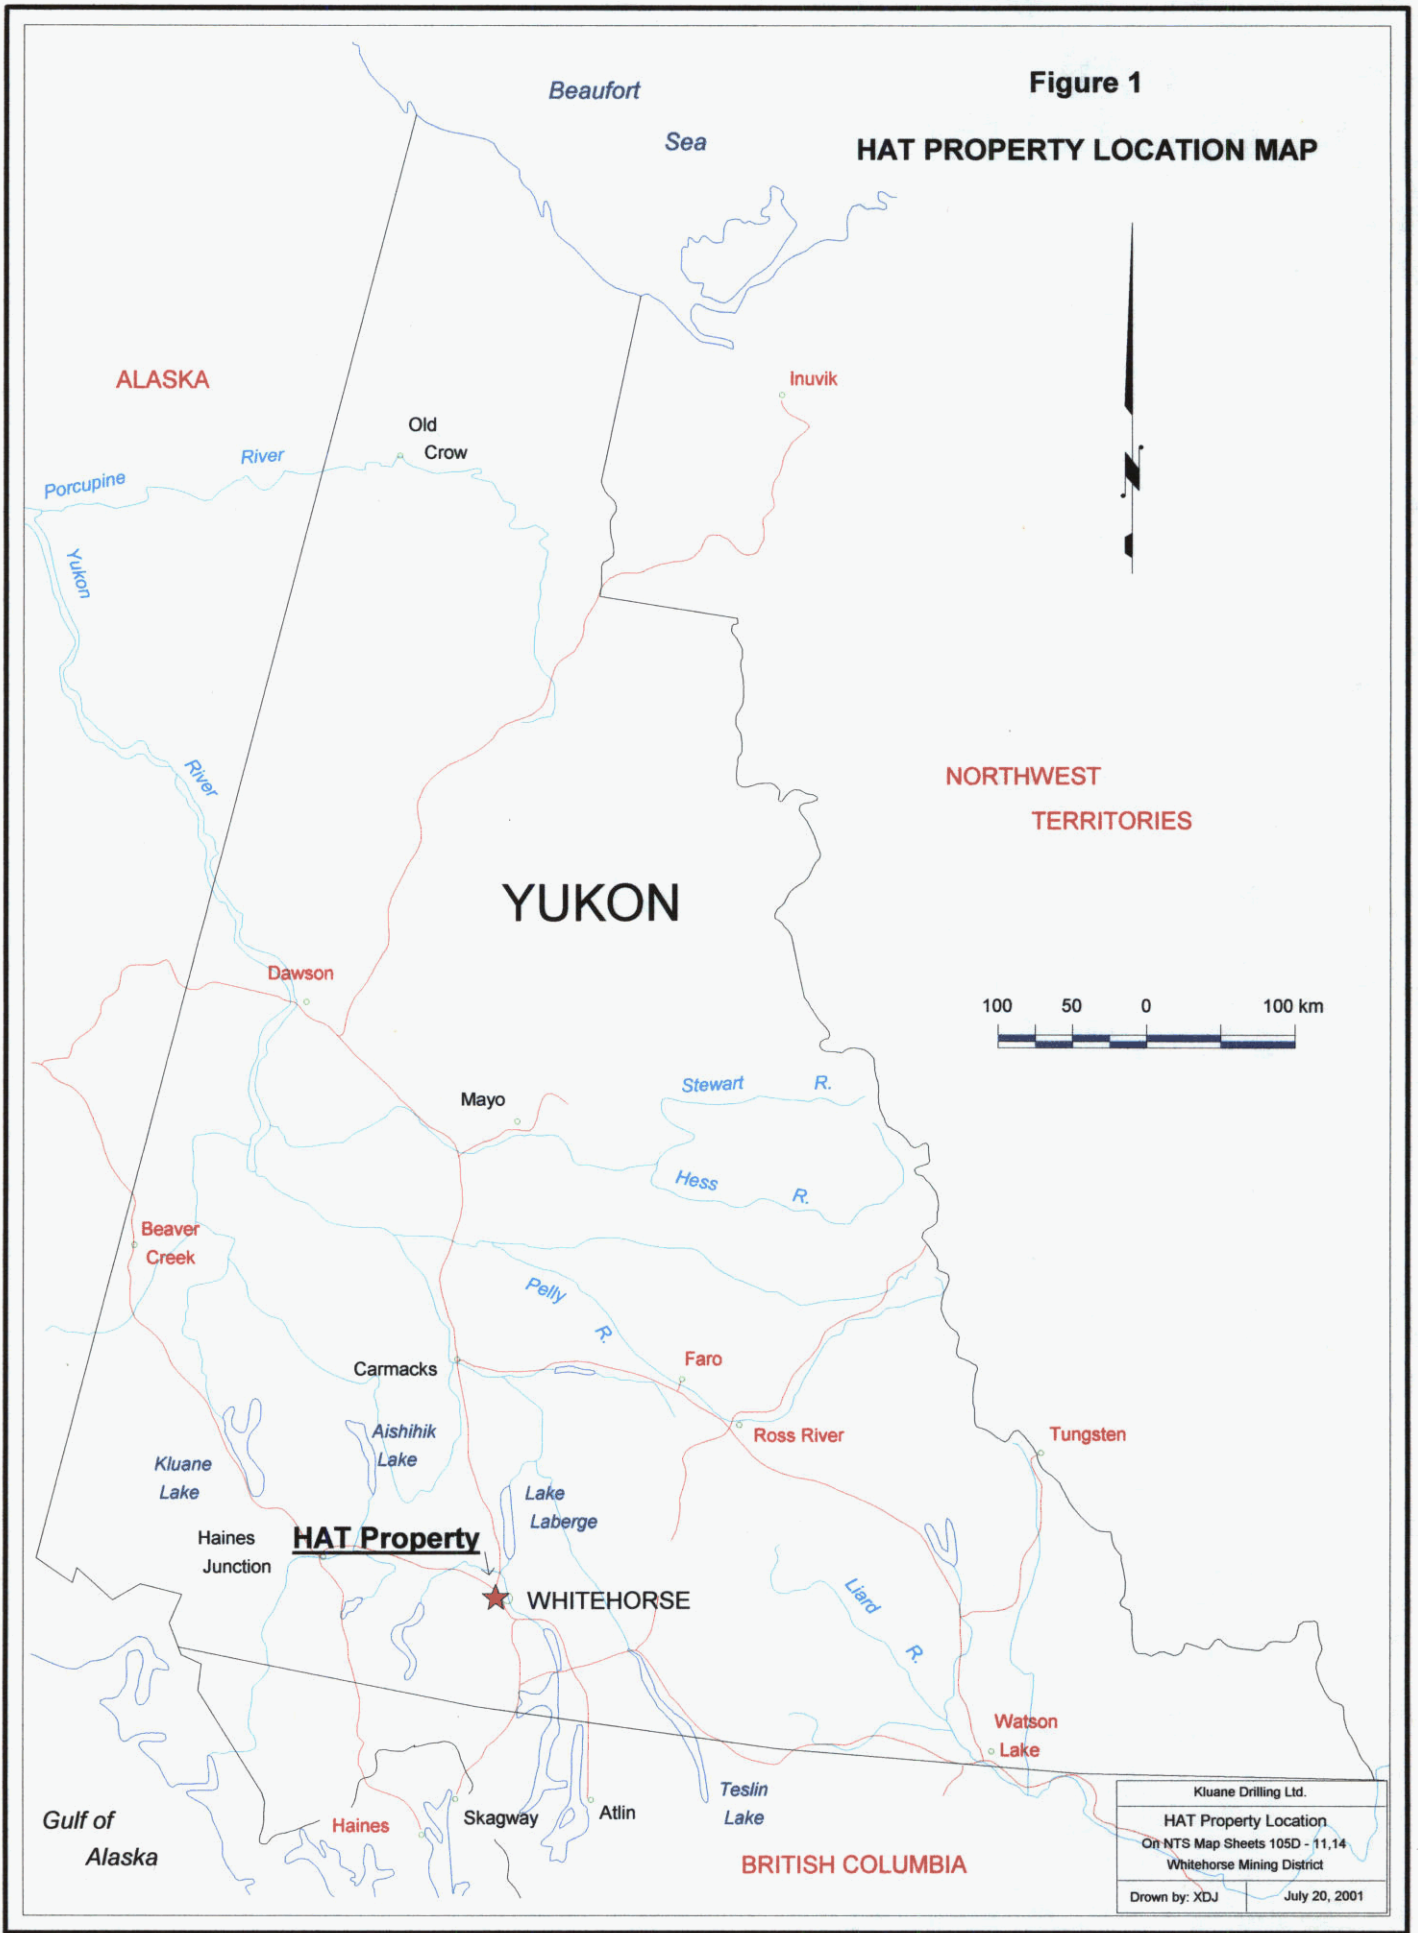 Figure 1
HAT PROPERTY LOCATION MAP
Beaufort
Sea
ALASKA
Inuvik
Old
Crow
Porcupine
River
Yukon
River
NORTHWEST
TERRITORIES
YUKON
Dawson
100 50 0 100 km
Mayo
Stewart R.
Hess R.
Beaver
Creek
Pelly
R.
Carmacks
Faro
Aishihik
Lake
Ross River
Tungsten
Kluane
Lake
Lake
Laberge
Haines
Junction
HAT Property
WHITEHORSE
Liard
R.
Watson
Lake
Teslin
Lake
Gulf of
Alaska
Haines
Skagway
Atlin
BRITISH COLUMBIA
Kluane Drilling Ltd.
HAT Property Location
On NTS Map Sheets 105D - 11,14
Whitehorse Mining District
Drown by: XDJ
July 20, 2001